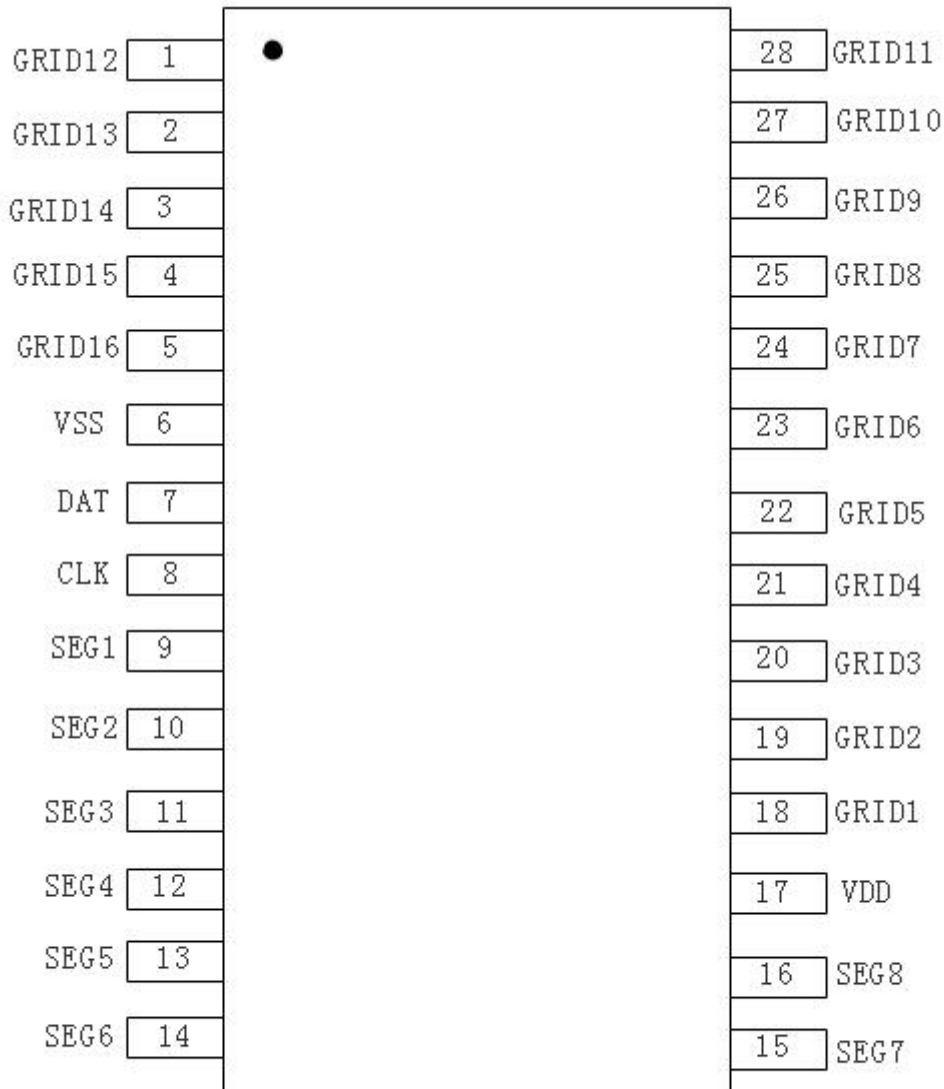 GRID12 1
GRID13 2
GRID14 3
GRID15 4
GRID16 5
VSS 6
DAT 7
CLK 8
SEG1 9
SEG2 10
SEG3 11
SEG4 12
SEG5 13
SEG6 14
28 GRID11
27 GRID10
26 GRID9
25 GRID8
24 GRID7
23 GRID6
22 GRID5
21 GRID4
20 GRID3
19 GRID2
18 GRID1
17 VDD
16 SEG8
15 SEG7